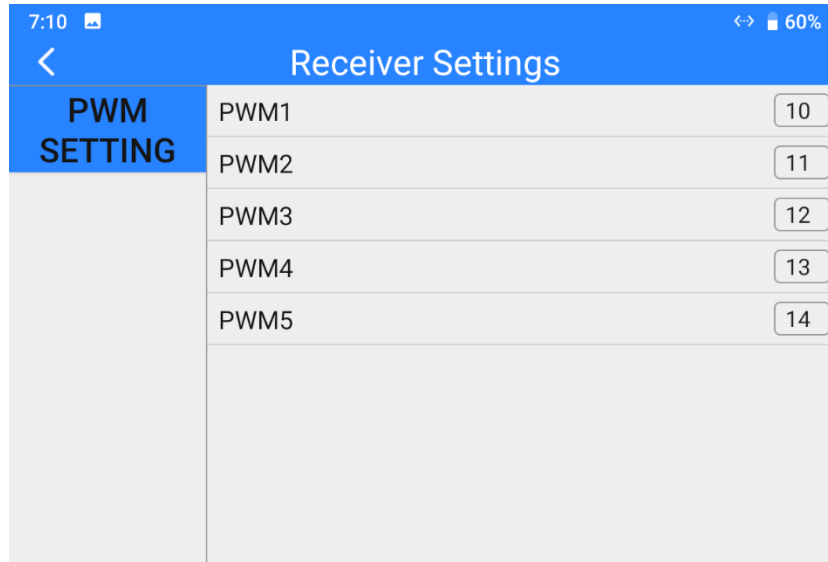 7:10 60%
Receiver Settings
PWM
SETTING
PWM1 10
PWM2 11
PWM3 12
PWM4 13
PWM5 14